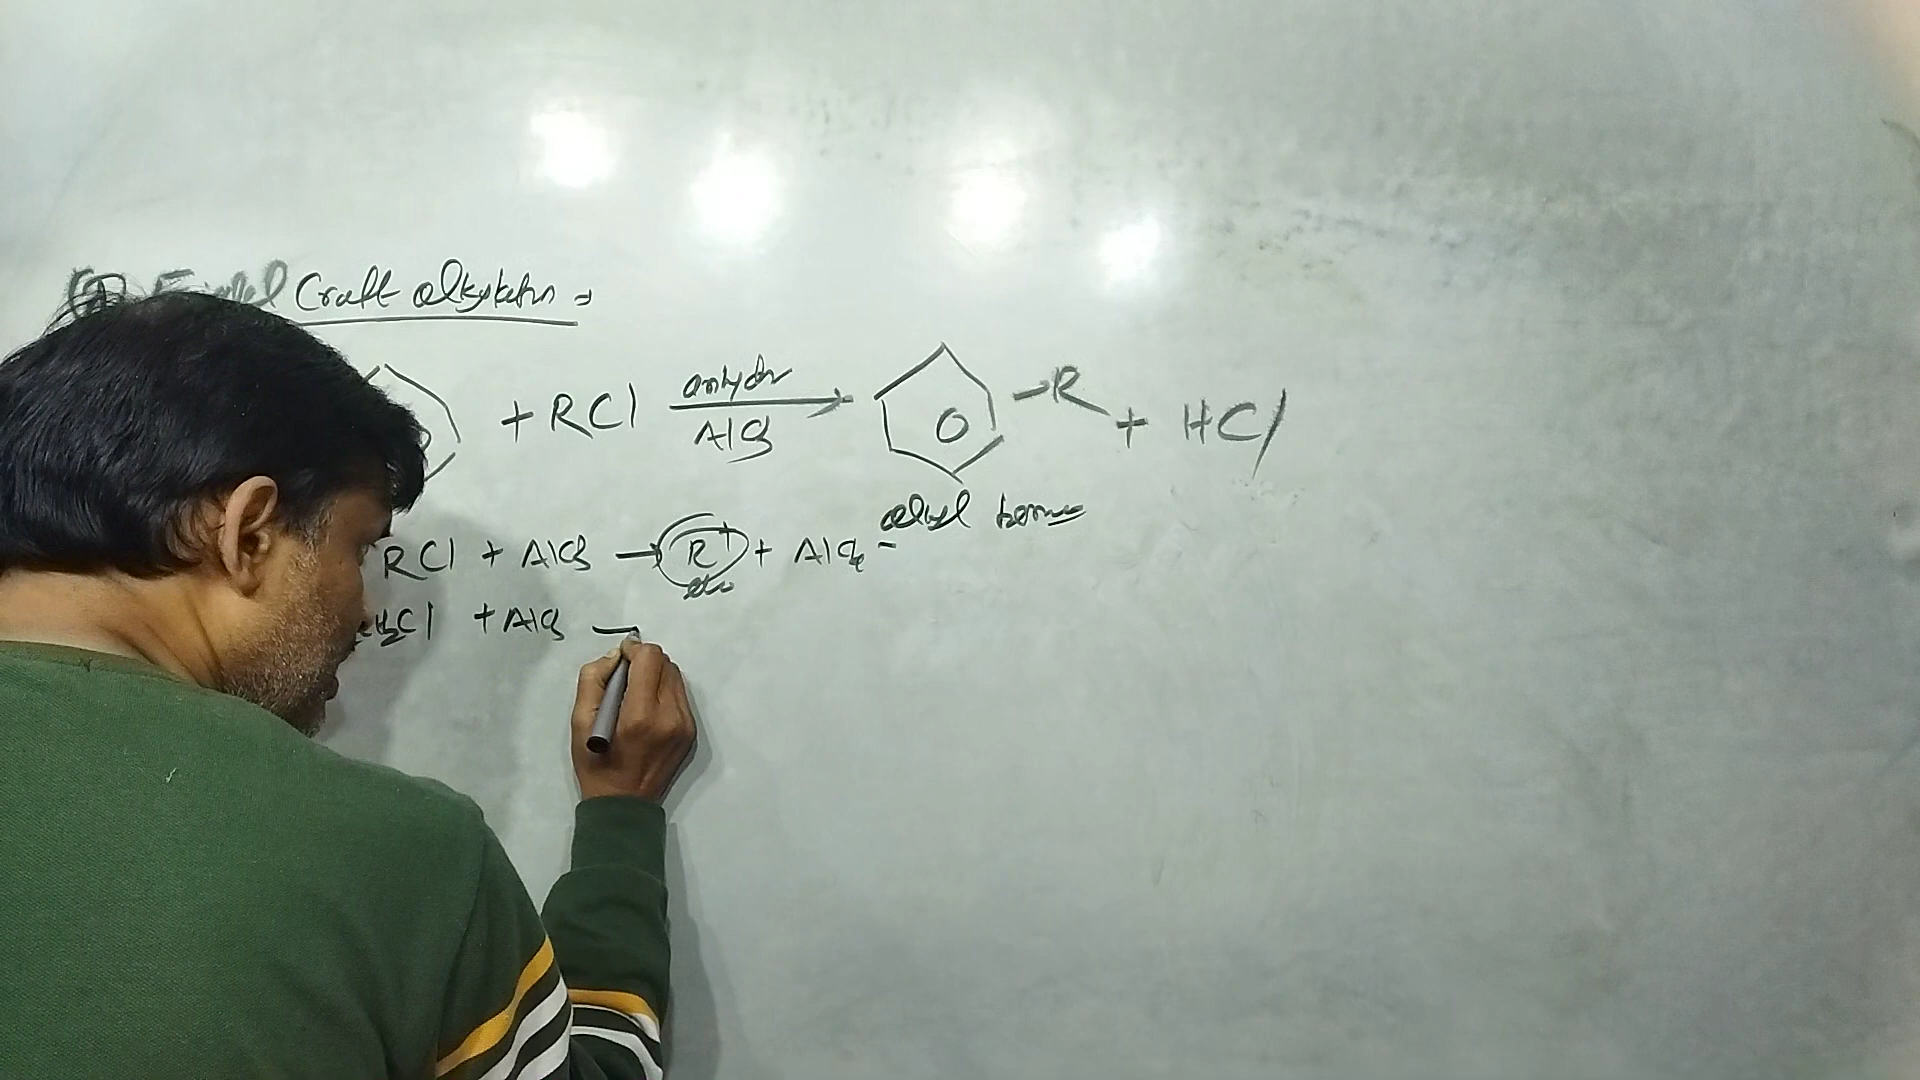 Craft alkylation ⇒
+ RCl anhydr AlCl3 → -R + HCl
alkyl benzene
RCl + AlCl3 → R+ + AlCl4-
Cl + AlCl3 —